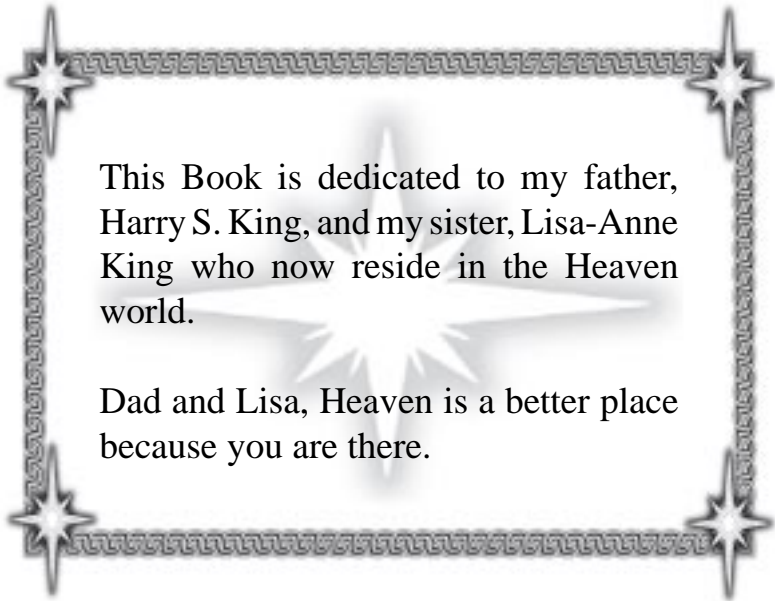 This Book is dedicated to my father,
Harry S. King, and my sister, Lisa-Anne
King who now reside in the Heaven
world.
Dad and Lisa, Heaven is a better place
because you are there.